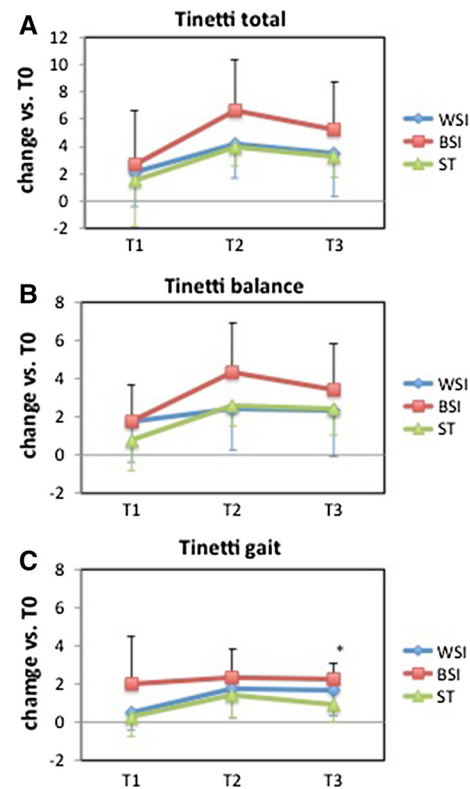 A
Tinetti total
change vs. T0
12
10
8
6
4
2
0
-2
T1 T2 T3
WSI
BSI
ST
B
Tinetti balance
change vs. T0
8
6
4
2
0
-2
T1 T2 T3
WSI
BSI
ST
C
Tinetti gait
chamge vs. T0
8
6
4
2
0
-2
*
T1 T2 T3
WSI
BSI
ST